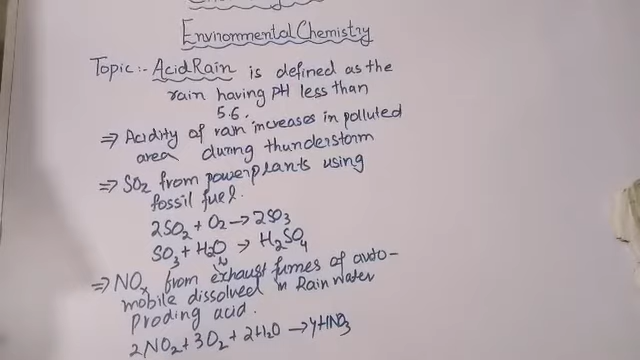 Environmental Chemistry
Topic:- Acid Rain is defined as the
rain having pH less than
5.6.
⇒ Acidity of rain increases in polluted
area during thunderstorm
⇒ SO2 from powerplants using
fossil fuel.
2SO2 + O2 → 2SO3
SO3 + H2O → H2SO4
⇒ NOx from exhaust fumes of auto-
mobile dissolved in Rain water
Proding acid.
2NO2 + 3O2 + 2H2O → 4HNO3